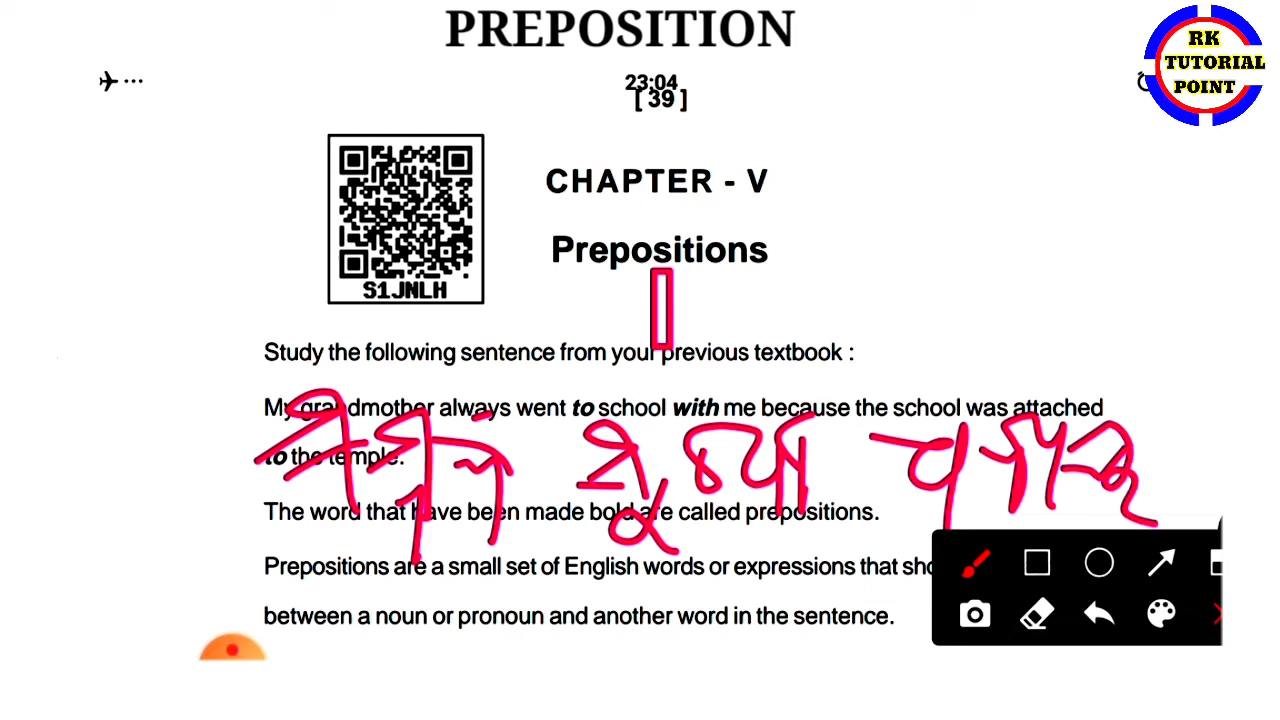 PREPOSITION
RK
TUTORIAL
POINT
23:04
[ 39 ]
S1JNLH
CHAPTER - V
Prepositions
Study the following sentence from your previous textbook :
My grandmother always went to school with me because the school was attached
to the temple.
The word that have been made bold are called prepositions.
Prepositions are a small set of English words or expressions that
between a noun or pronoun and another word in the sentence.